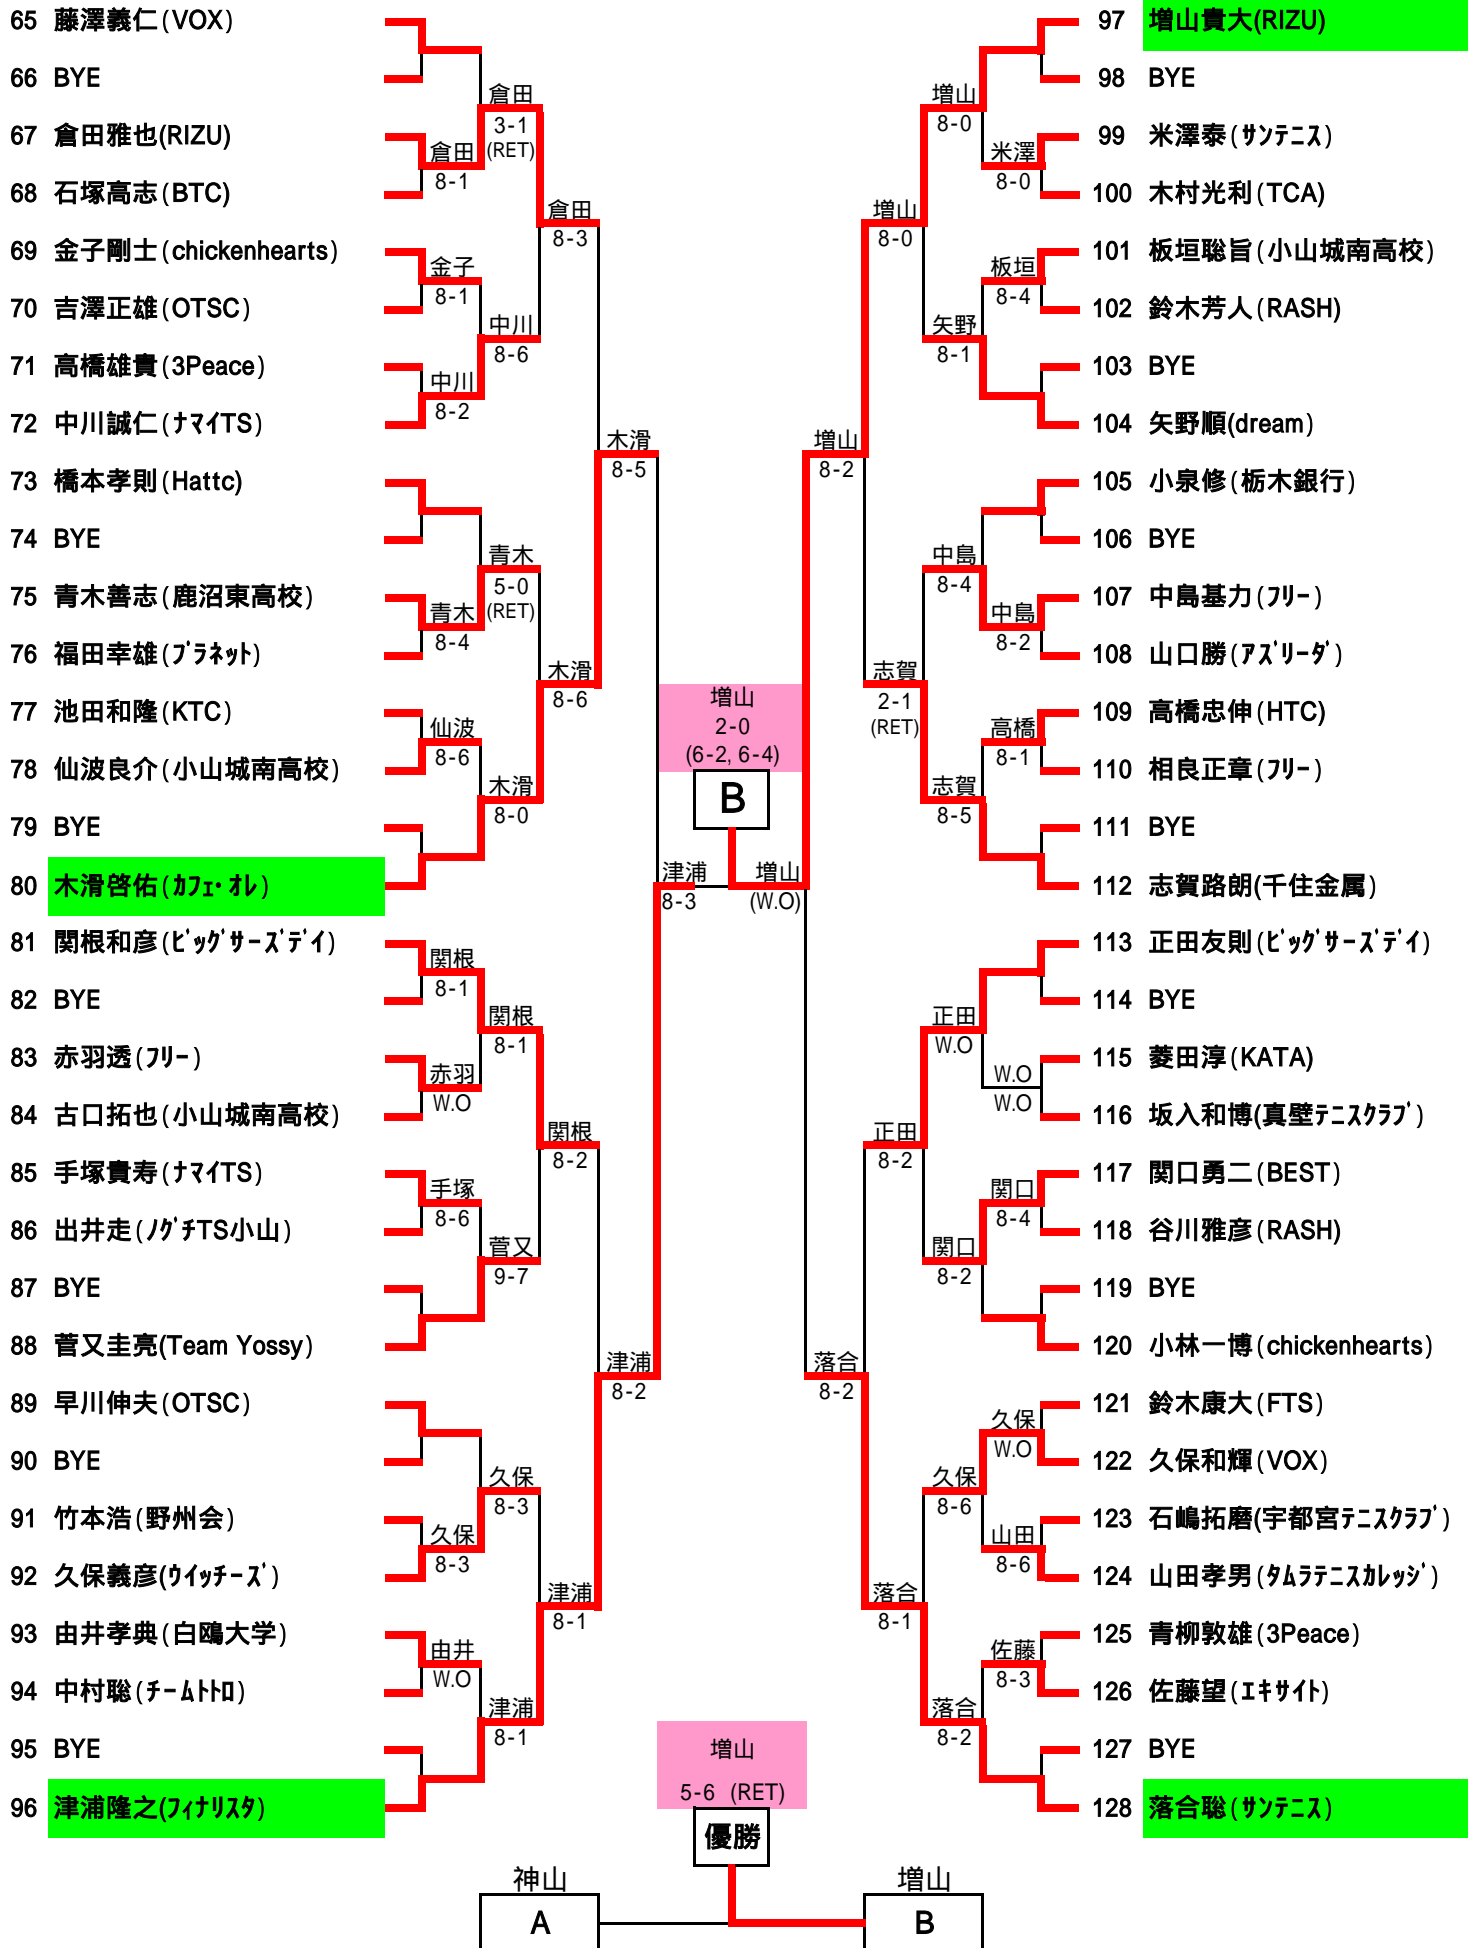 65 藤澤義仁(VOX)
66 BYE
67 倉田雅也(RIZU)
68 石塚高志(BTC)
69 金子剛士(chickenhearts)
70 吉澤正雄(OTSC)
71 高橋雄貴(3Peace)
72 中川誠仁(ﾅﾏｲTS)
73 橋本孝則(Hattc)
74 BYE
75 青木善志(鹿沼東高校)
76 福田幸雄(ﾌﾟﾗﾈｯﾄ)
77 池田和隆(KTC)
78 仙波良介(小山城南高校)
79 BYE
80 木滑啓佑(ｶﾌｪ･ｵﾚ)
81 関根和彦(ﾋﾞｯｸﾞｻｰｽﾞﾃﾞｲ)
82 BYE
83 赤羽透(ﾌﾘｰ)
84 古口拓也(小山城南高校)
85 手塚貴寿(ﾅﾏｲTS)
86 出井走(ﾉｸﾞﾁTS小山)
87 BYE
88 菅又圭亮(Team Yossy)
89 早川伸夫(OTSC)
90 BYE
91 竹本浩(野州会)
92 久保義彦(ｳｲｯﾁｰｽﾞ)
93 由井孝典(白鴎大学)
94 中村聡(ﾁｰﾑﾄﾄﾛ)
95 BYE
96 津浦隆之(ﾌｨﾅﾘｽﾀ)
倉田
8-1
金子
8-1
中川
8-2
青木
8-4
仙波
8-6
関根
8-1
赤羽
W.O
手塚
8-6
久保
8-3
由井
W.O
倉田
3-1
(RET)
中川
8-6
青木
5-0
(RET)
木滑
8-0
関根
8-1
菅又
9-7
久保
8-3
津浦
8-1
倉田
8-3
木滑
8-6
関根
8-2
津浦
8-1
木滑
8-5
津浦
8-2
津浦
8-3
増山
2-0
(6-2, 6-4)
B
増山
(W.O)
増山
8-2
落合
8-2
増山
8-0
志賀
2-1
(RET)
正田
8-2
落合
8-1
増山
8-0
矢野
8-1
中島
8-4
志賀
8-5
正田
W.O
関口
8-2
久保
8-6
落合
8-2
米澤
8-0
板垣
8-4
中島
8-2
高橋
8-1
W.O
W.O
関口
8-4
久保
W.O
山田
8-6
佐藤
8-3
97 増山貴大(RIZU)
98 BYE
99 米澤泰(ｻﾝﾃﾆｽ)
100 木村光利(TCA)
101 板垣聡旨(小山城南高校)
102 鈴木芳人(RASH)
103 BYE
104 矢野順(dream)
105 小泉修(栃木銀行)
106 BYE
107 中島基力(ﾌﾘｰ)
108 山口勝(ｱｽﾞﾘｰﾀﾞ)
109 高橋忠伸(HTC)
110 相良正章(ﾌﾘｰ)
111 BYE
112 志賀路朗(千住金属)
113 正田友則(ﾋﾞｯｸﾞｻｰｽﾞﾃﾞｲ)
114 BYE
115 菱田淳(KATA)
116 坂入和博(真壁ﾃﾆｽｸﾗﾌﾞ)
117 関口勇二(BEST)
118 谷川雅彦(RASH)
119 BYE
120 小林一博(chickenhearts)
121 鈴木康大(FTS)
122 久保和輝(VOX)
123 石嶋拓磨(宇都宮ﾃﾆｽｸﾗﾌﾞ)
124 山田孝男(ﾀﾑﾗﾃﾆｽｶﾚｯｼﾞ)
125 青柳敦雄(3Peace)
126 佐藤望(ｴｷｻｲﾄ)
127 BYE
128 落合聡(ｻﾝﾃﾆｽ)
増山
5-6 (RET)
優勝
神山
A
増山
B